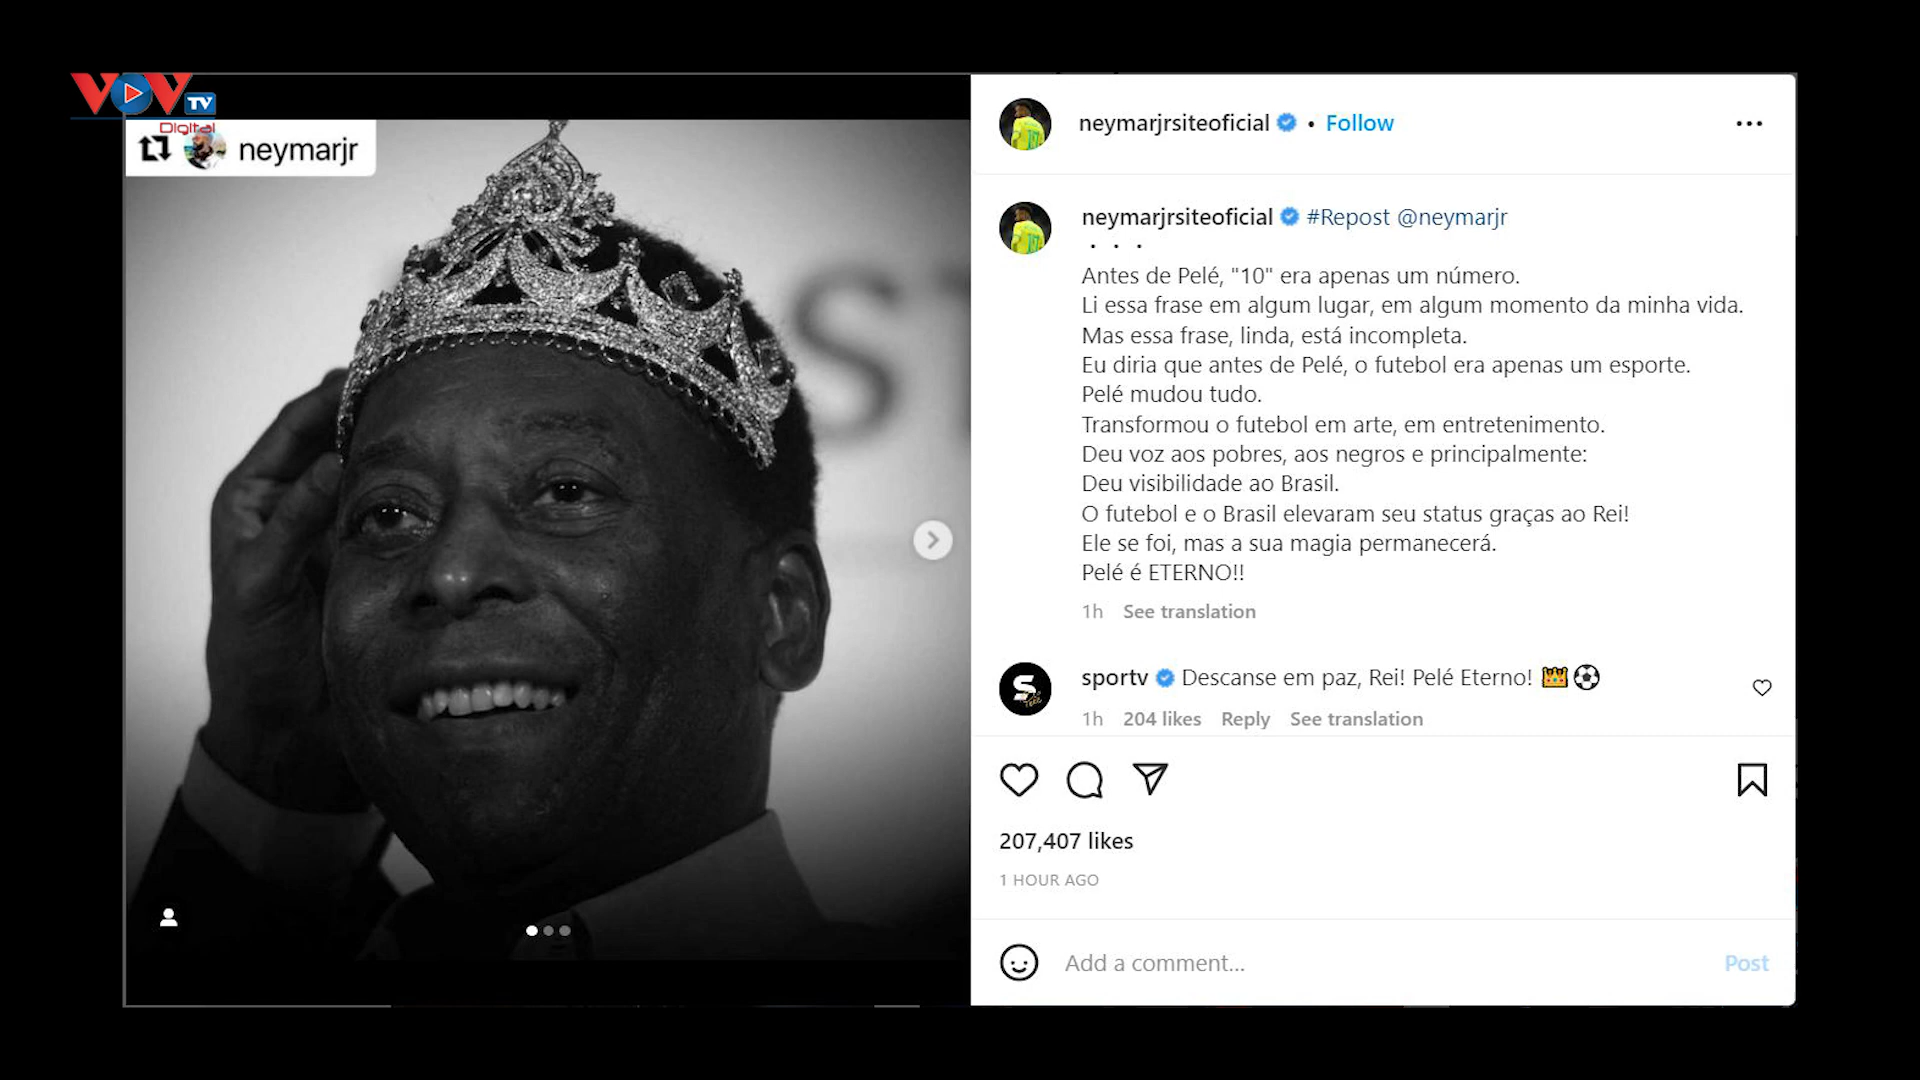 VOV TV
Digital
neymarjr
S
neymarjrsiteoficial • Follow
neymarjrsiteoficial #Repost @neymarjr
. . .
Antes de Pelé, "10" era apenas um número.
Li essa frase em algum lugar, em algum momento da minha vida.
Mas essa frase, linda, está incompleta.
Eu diria que antes de Pelé, o futebol era apenas um esporte.
Pelé mudou tudo.
Transformou o futebol em arte, em entretenimento.
Deu voz aos pobres, aos negros e principalmente:
Deu visibilidade ao Brasil.
O futebol e o Brasil elevaram seu status graças ao Rei!
Ele se foi, mas a sua magia permanecerá.
Pelé é ETERNO!!
1h See translation
sportv Descanse em paz, Rei! Pelé Eterno! 👑⚽
1h 204 likes Reply See translation
207,407 likes
1 HOUR AGO
Add a comment...
Post